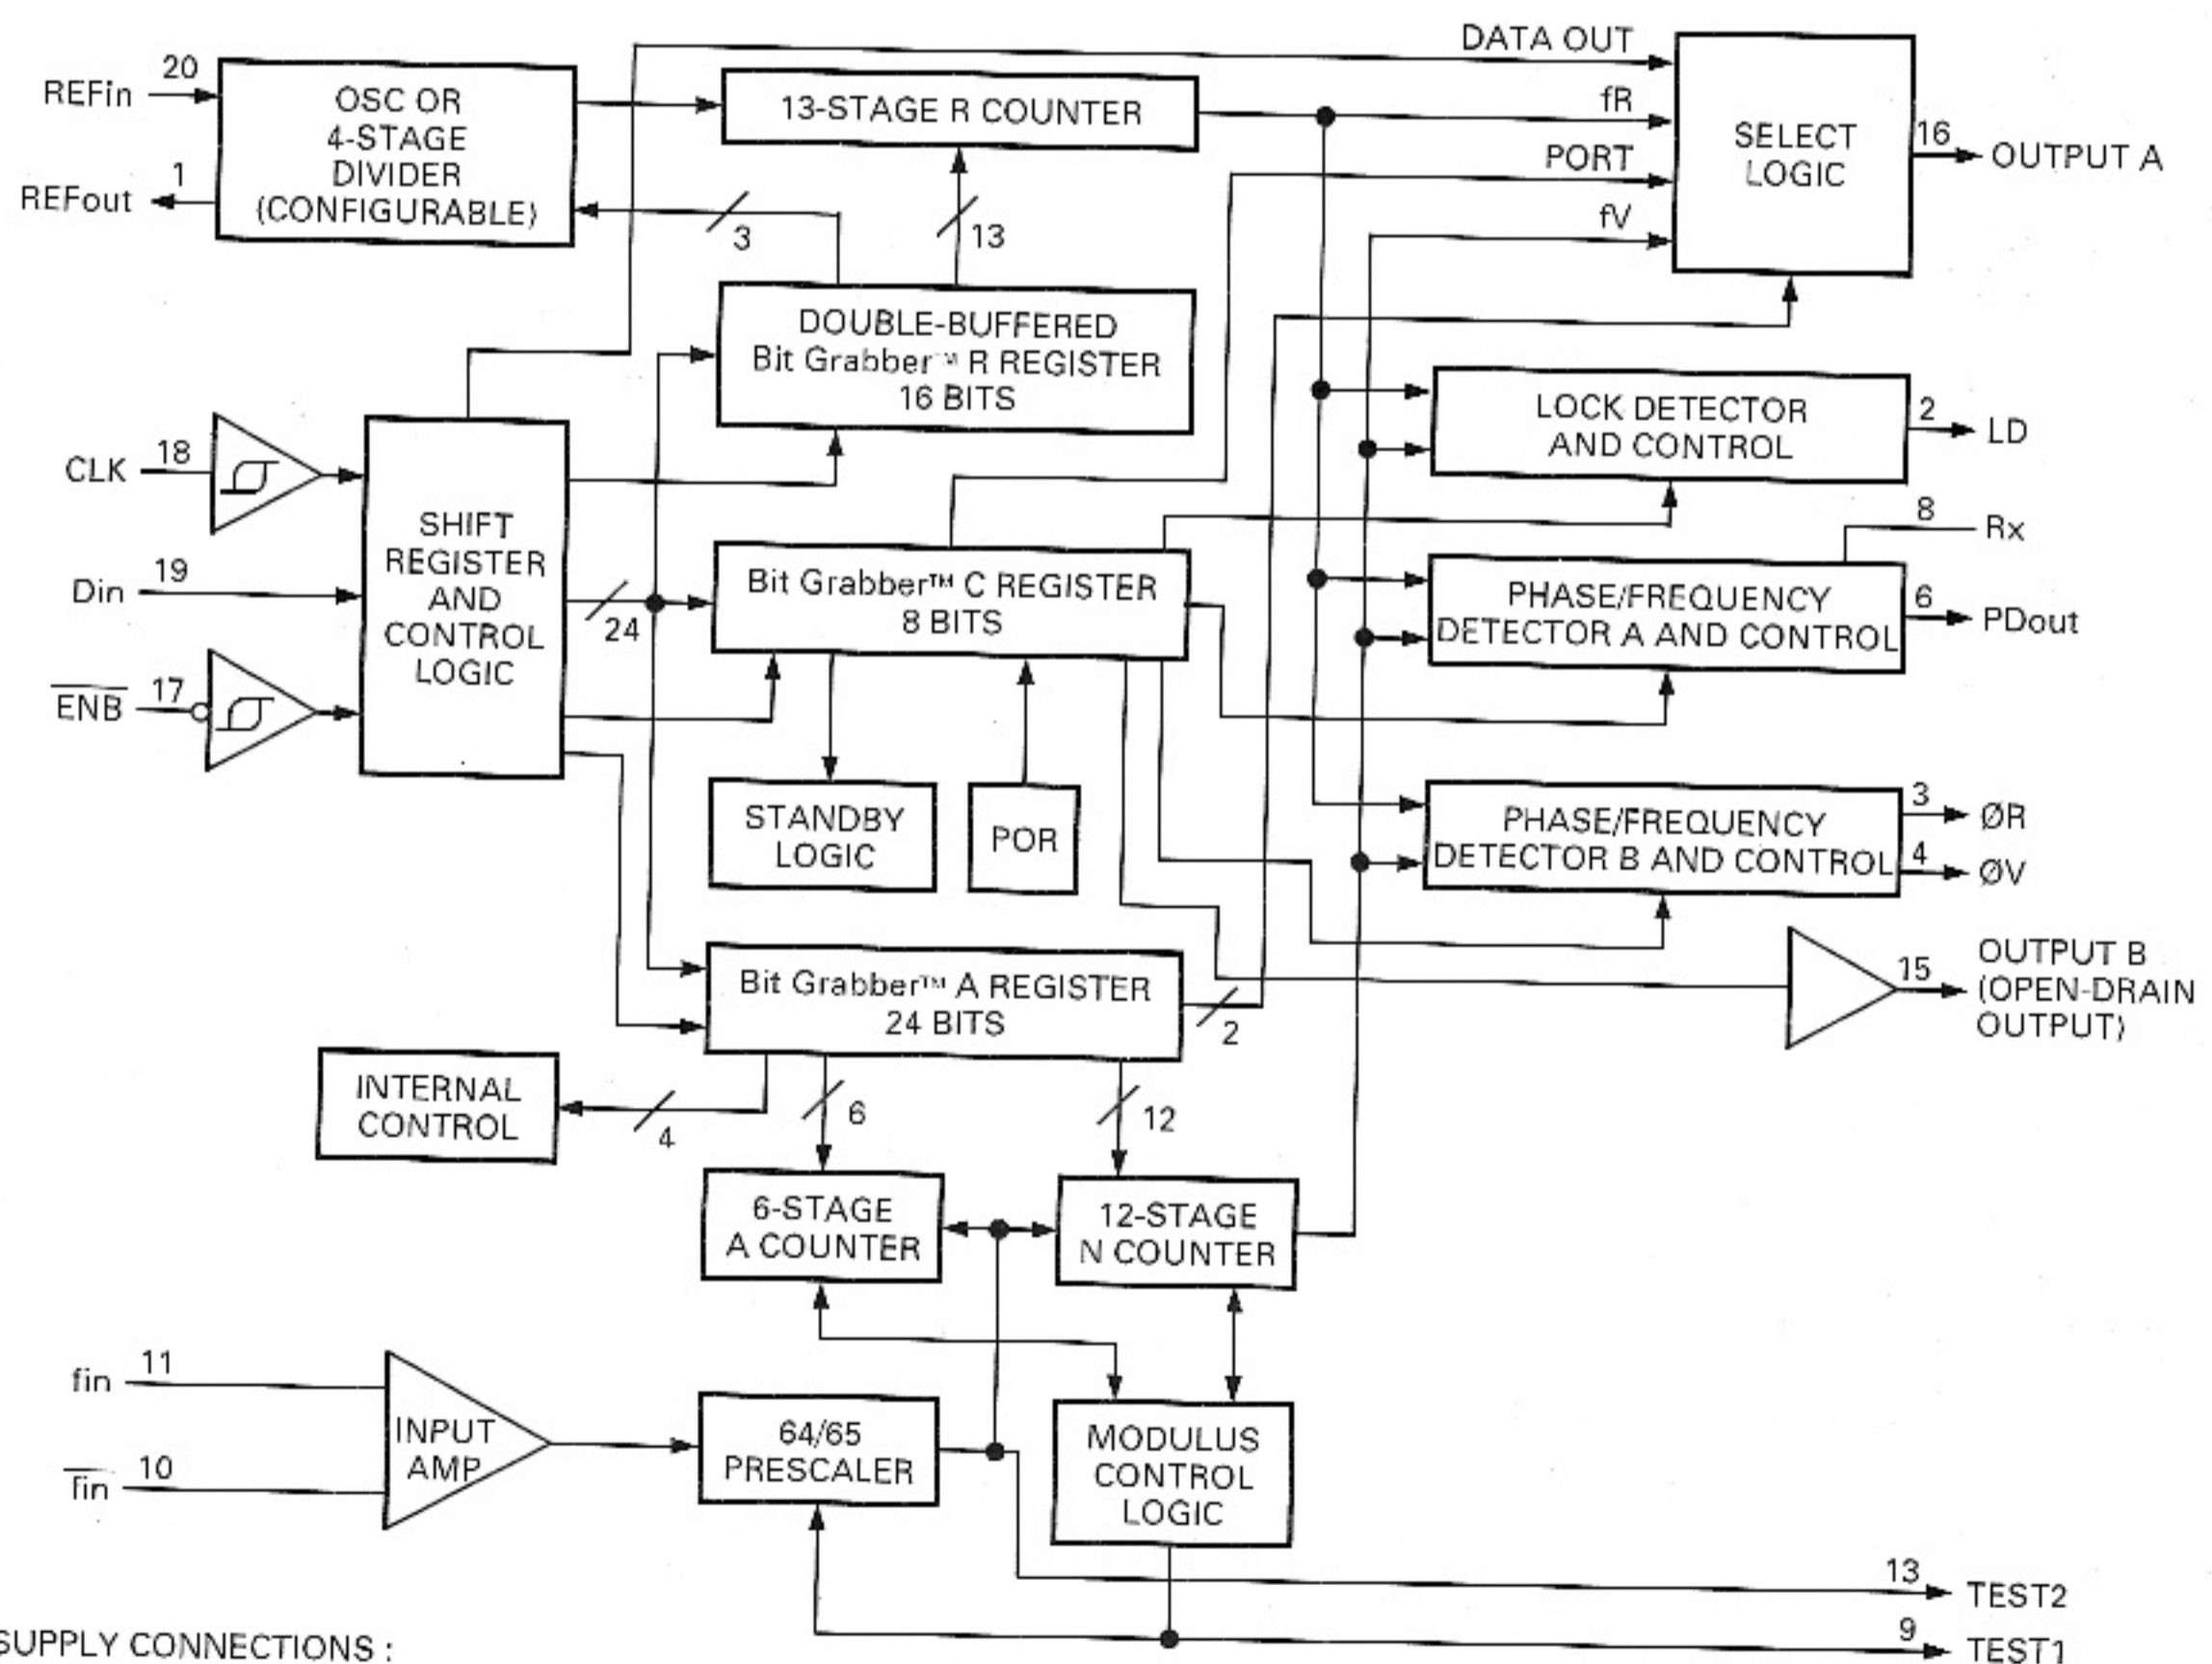 DATA OUT
REFin
20
OSC OR
4-STAGE
DIVIDER
(CONFIGURABLE)
13-STAGE R COUNTER
fR
SELECT
LOGIC
16
OUTPUT A
REFout
1
PORT
3
13
fV
DOUBLE-BUFFERED
Bit Grabber™ R REGISTER
16 BITS
LOCK DETECTOR
AND CONTROL
2
LD
CLK
18
SHIFT
REGISTER
AND
CONTROL
LOGIC
8
Rx
Din
19
24
Bit Grabber™ C REGISTER
8 BITS
PHASE/FREQUENCY
DETECTOR A AND CONTROL
6
PDout
ENB
17
STANDBY
LOGIC
POR
PHASE/FREQUENCY
DETECTOR B AND CONTROL
3
ØR
4
ØV
Bit Grabber™ A REGISTER
24 BITS
2
15
OUTPUT B
(OPEN-DRAIN
OUTPUT)
INTERNAL
CONTROL
4
6
12
6-STAGE
A COUNTER
12-STAGE
N COUNTER
fin
11
INPUT
AMP
64/65
PRESCALER
MODULUS
CONTROL
LOGIC
fin
10
13
TEST2
9
TEST1
SUPPLY CONNECTIONS :